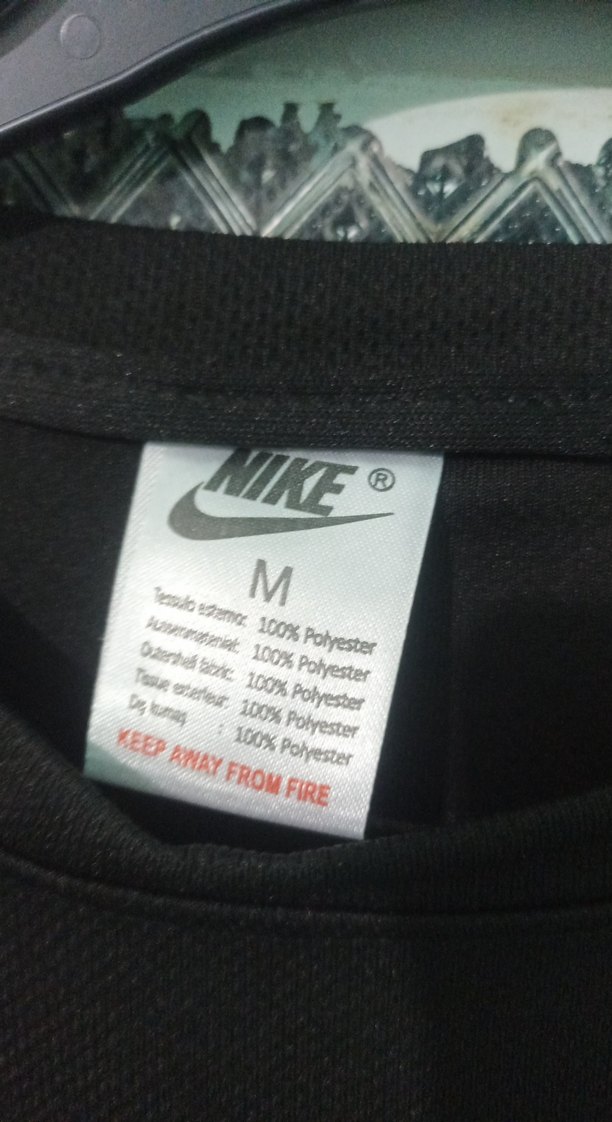 NIKE ®
M
Tessuto esterno: 100% Polyester
Aussenmaterial: 100% Polyester
Outershell fabric: 100% Polyester
Tissue exterieur: 100% Polyester
Dış kumaş : 100% Polyester
KEEP AWAY FROM FIRE